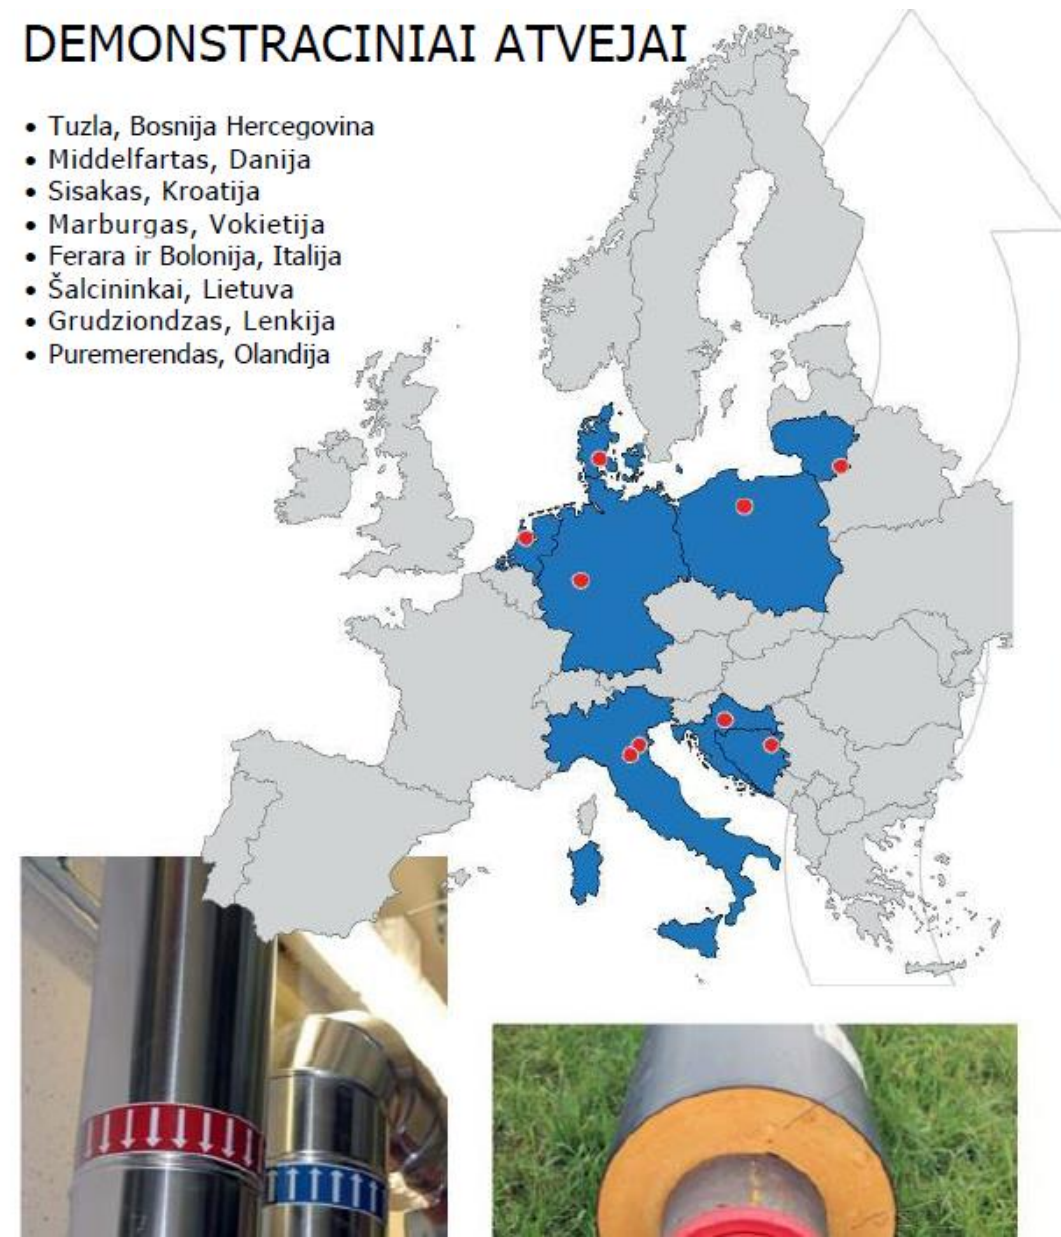 DEMONSTRACINIAI ATVEJAI
• Tuzla, Bosnija Hercegovina
• Middelfartas, Danija
• Sisakas, Kroatija
• Marburgas, Vokietija
• Ferara ir Bolonija, Italija
• Šalcininkai, Lietuva
• Grudziondzas, Lenkija
• Puremerendas, Olandija